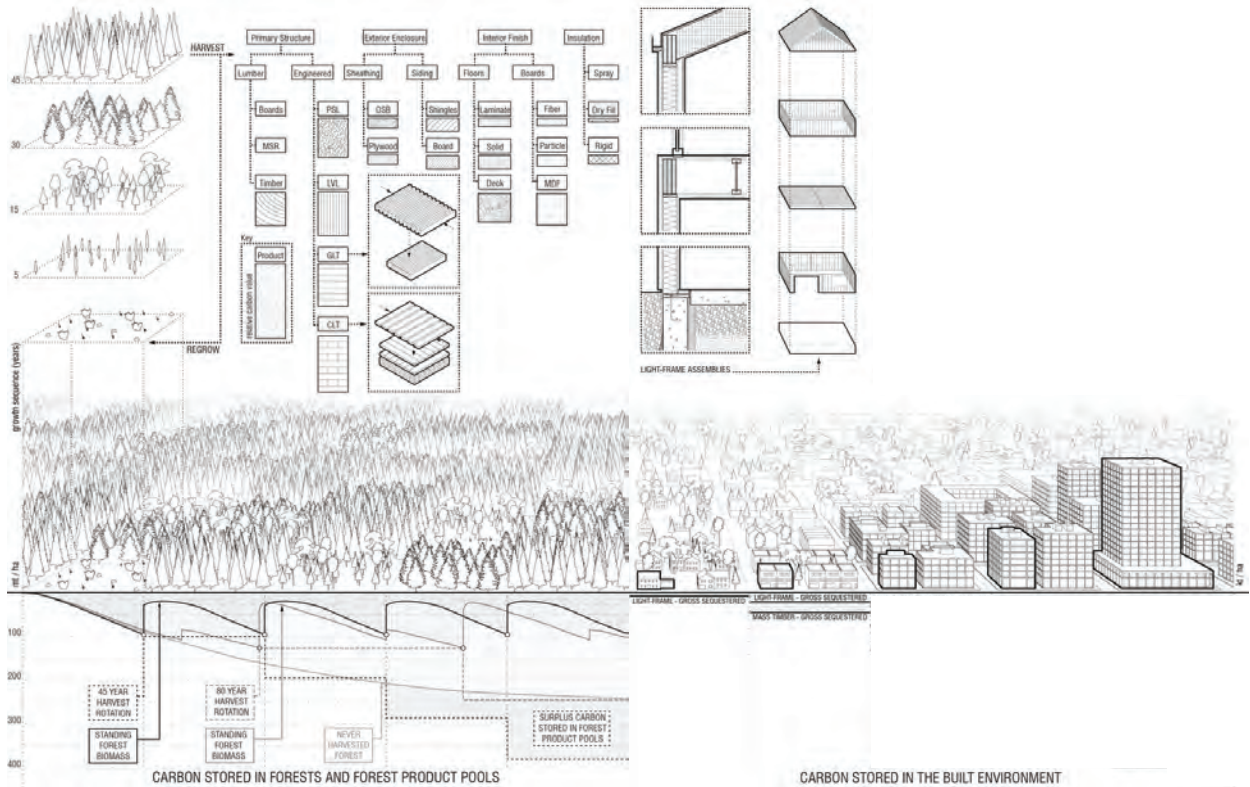 HARVEST
45
30
15
5
REGROW
growth sequence (years)
Primary Structure
Exterior Enclosure
Interior Finish
Insulation
Lumber
Engineered
Sheathing
Siding
Floors
Boards
Spray
Boards
PSL
OSB
Shingles
Laminate
Fiber
Dry Fill
MSR
Plywood
Board
Solid
Particle
Rigid
Timber
LVL
Deck
MDF
Key
Product
relative carbon value
GLT
CLT
LIGHT-FRAME ASSEMBLIES
mt / ha
100
200
300
400
45 YEAR
HARVEST
ROTATION
STANDING
FOREST
BIOMASS
80 YEAR
HARVEST
ROTATION
STANDING
FOREST
BIOMASS
NEVER
HARVESTED
FOREST
SURPLUS CARBON
STORED IN FOREST
PRODUCT POOLS
CARBON STORED IN FORESTS AND FOREST PRODUCT POOLS
LIGHT-FRAME - GROSS SEQUESTERED
LIGHT-FRAME - GROSS SEQUESTERED
MASS TIMBER - GROSS SEQUESTERED
CARBON STORED IN THE BUILT ENVIRONMENT